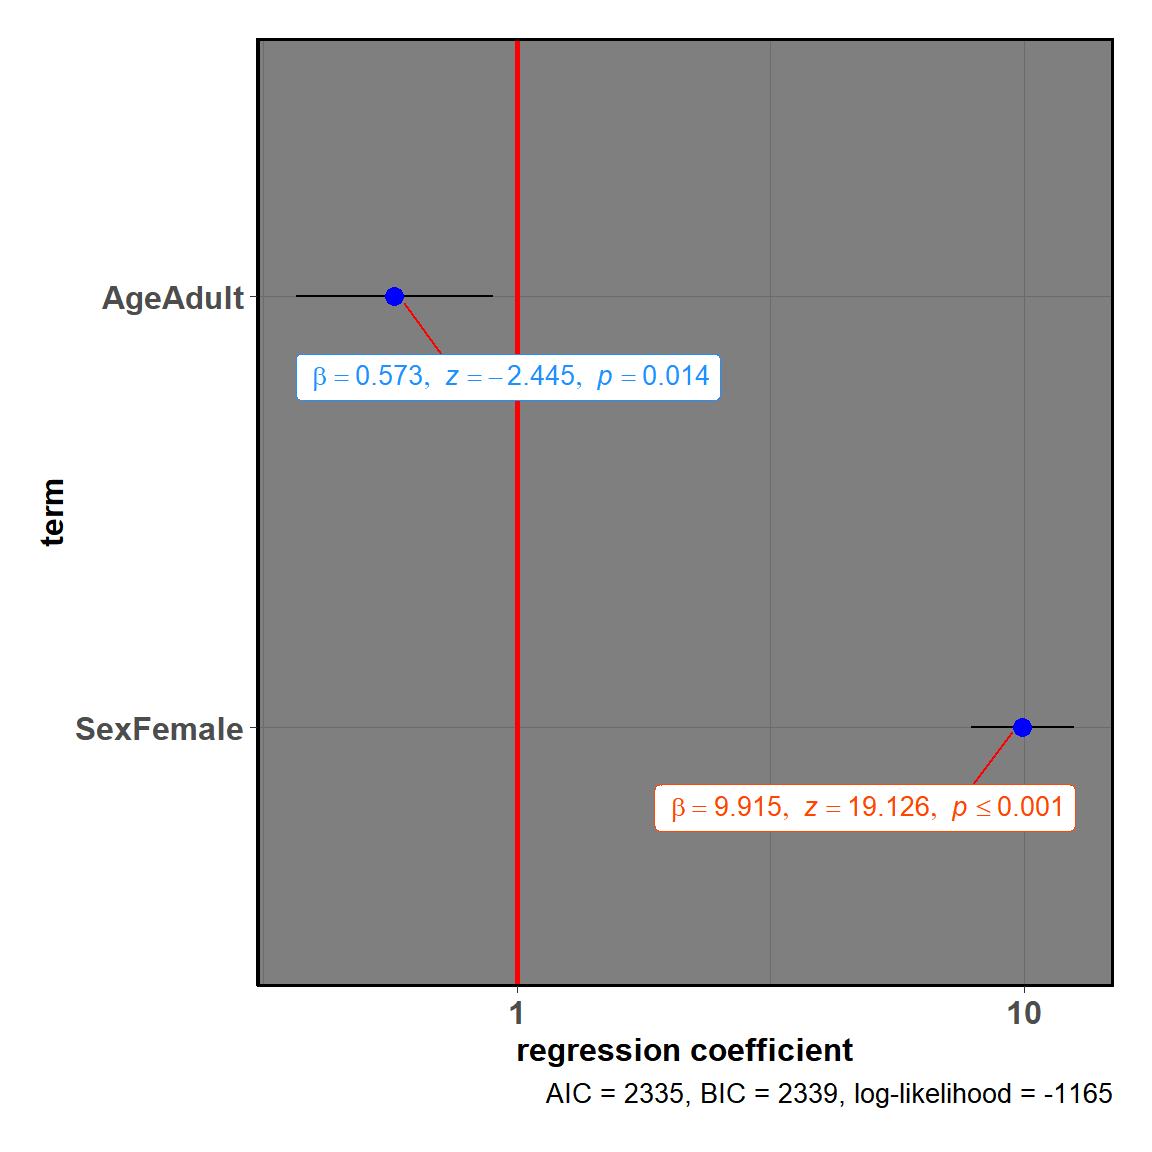 term
AgeAdult
β = 0.573, z = −2.445, p = 0.014
SexFemale
β = 9.915, z = 19.126, p ≤ 0.001
1 10
regression coefficient
AIC = 2335, BIC = 2339, log-likelihood = -1165